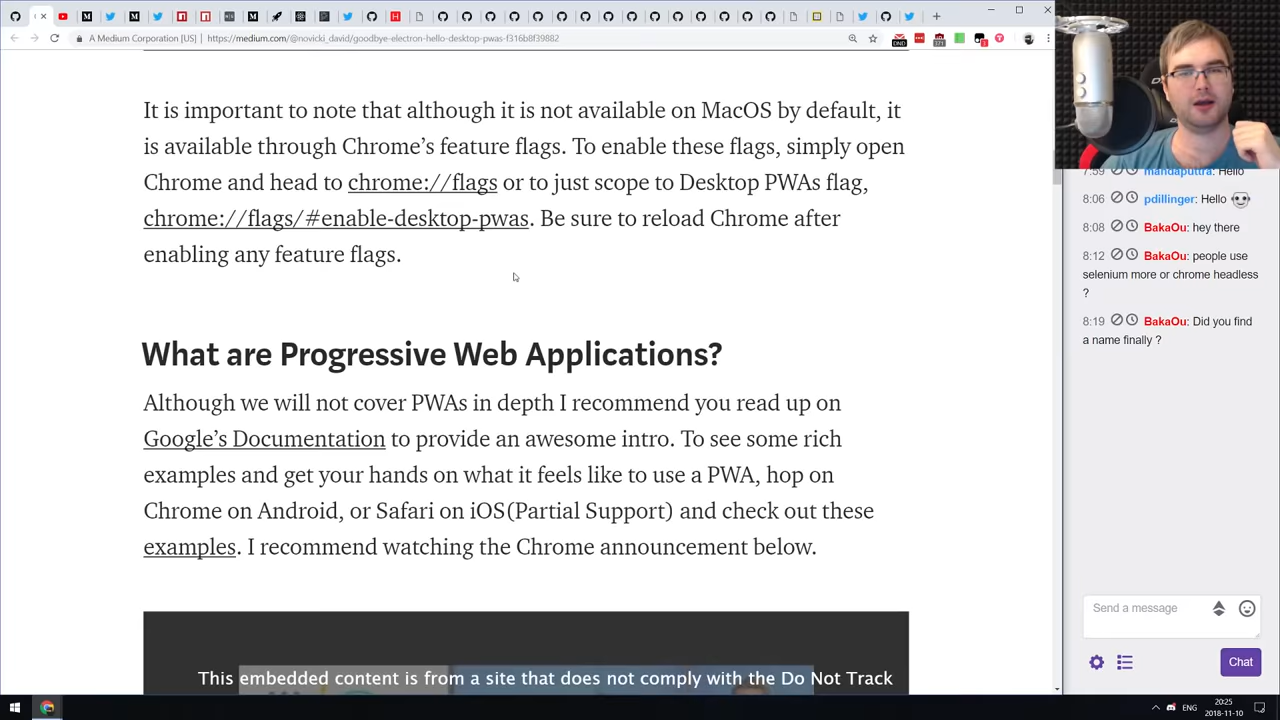 A Medium Corporation [US]
https://medium.com/@novicki_david/goodbye-electron-hello-desktop-pwas-f316b8f39882
It is important to note that although it is not available on MacOS by default, it
is available through Chrome’s feature flags. To enable these flags, simply open
Chrome and head to chrome://flags or to just scope to Desktop PWAs flag,
chrome://flags/#enable-desktop-pwas. Be sure to reload Chrome after
enabling any feature flags.
What are Progressive Web Applications?
Although we will not cover PWAs in depth I recommend you read up on
Google’s Documentation to provide an awesome intro. To see some rich
examples and get your hands on what it feels like to use a PWA, hop on
Chrome on Android, or Safari on iOS(Partial Support) and check out these
examples. I recommend watching the Chrome announcement below.
This embedded content is from a site that does not comply with the Do Not Track
7:59 mandaputtra: Hello
8:06 pdillinger: Hello
8:08 BakaOu: hey there
8:12 BakaOu: people use
selenium more or chrome headless
?
8:19 BakaOu: Did you find
a name finally ?
Send a message
Chat
ENG
20:25
2018-11-10